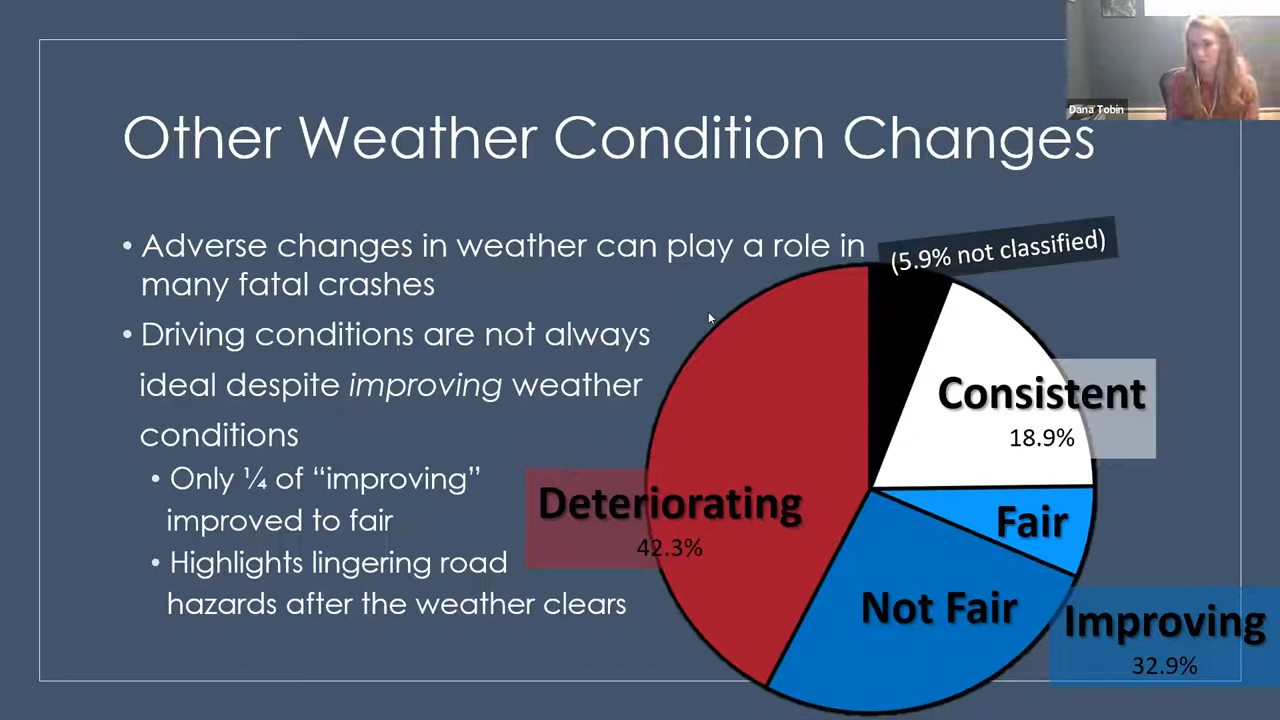 Dana Tobin
Other Weather Condition Changes
• Adverse changes in weather can play a role in
many fatal crashes
• Driving conditions are not always
ideal despite improving weather
conditions
• Only ¼ of “improving”
improved to fair
• Highlights lingering road
hazards after the weather clears
(5.9% not classified)
Consistent
18.9%
Fair
Deteriorating
42.3%
Not Fair
Improving
32.9%